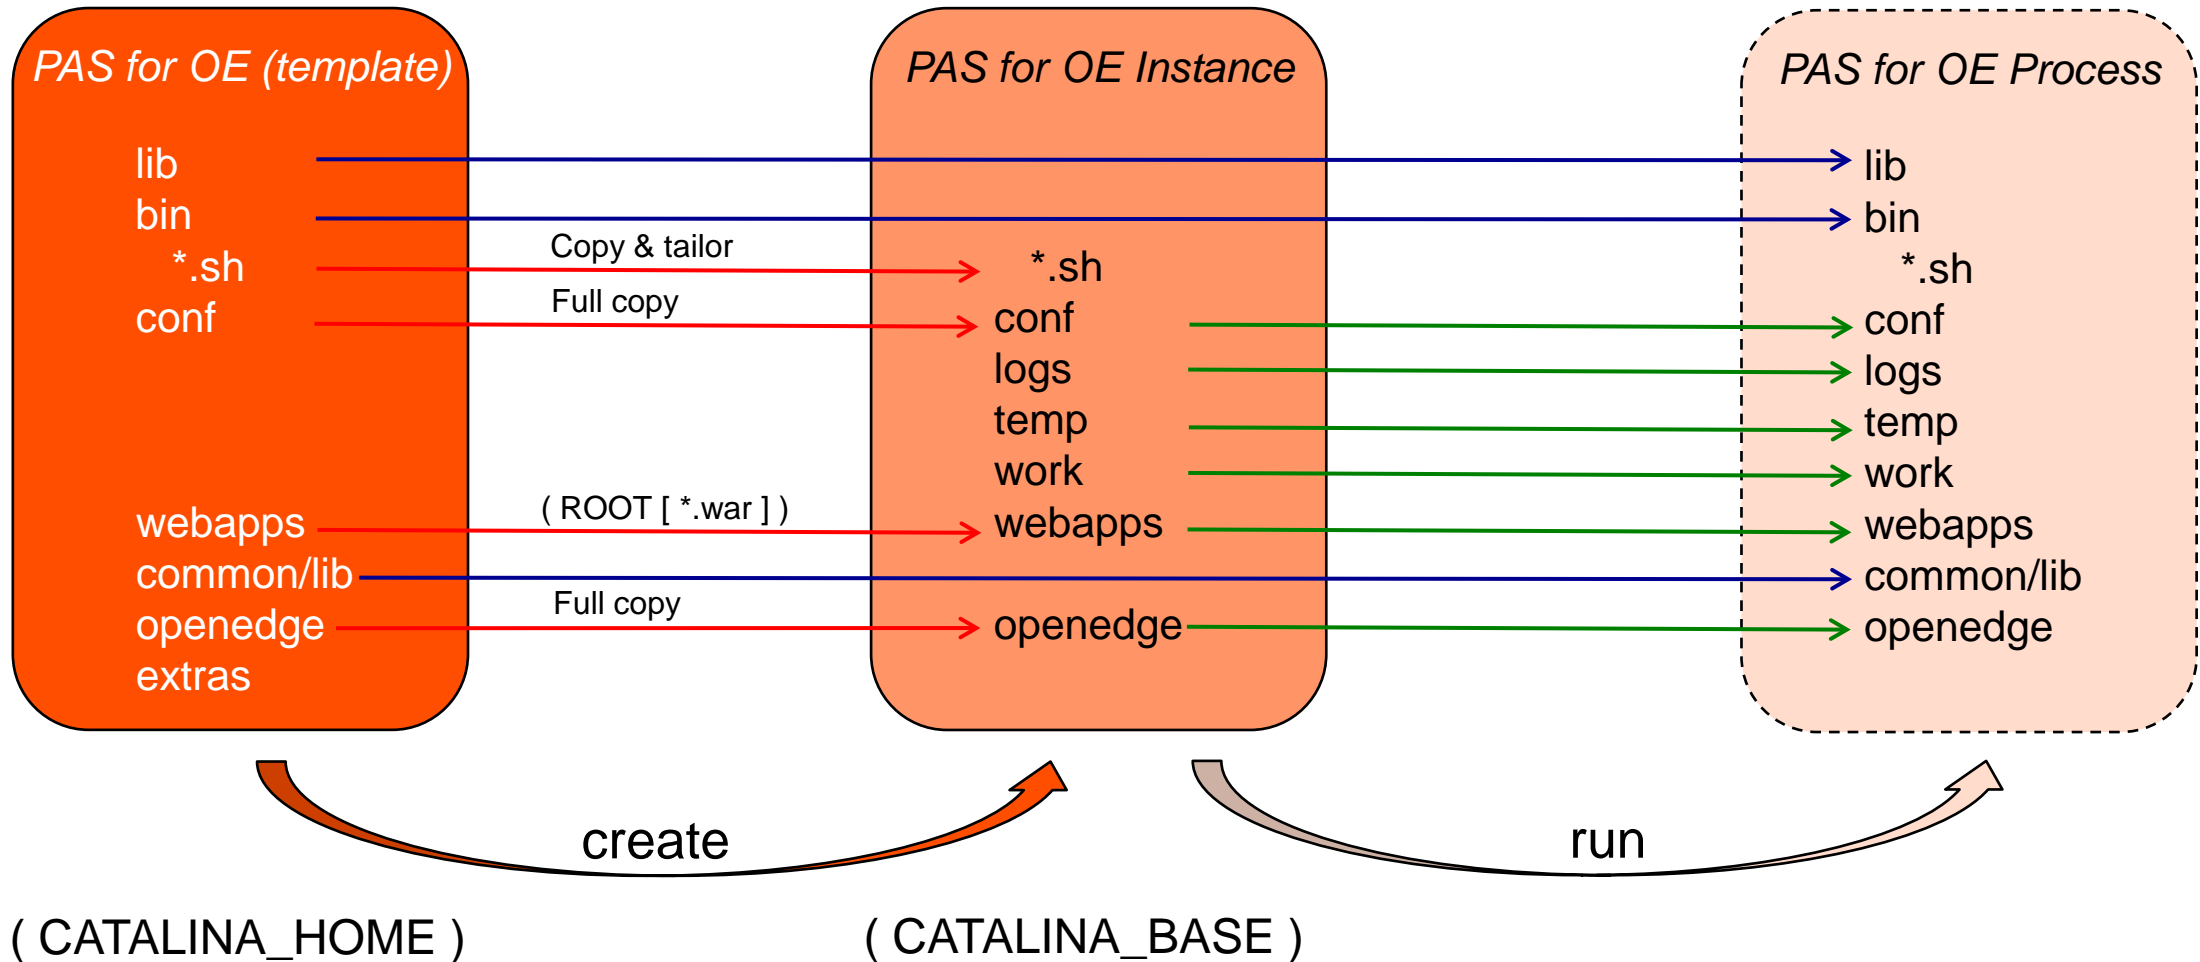 PAS for OE (template)
lib
bin
*.sh
conf
webapps
common/lib
openedge
extras
Copy & tailor
Full copy
( ROOT [ *.war ] )
Full copy
PAS for OE Instance
*.sh
conf
logs
temp
work
webapps
openedge
PAS for OE Process
lib
bin
*.sh
conf
logs
temp
work
webapps
common/lib
openedge
create
run
( CATALINA_HOME )
( CATALINA_BASE )